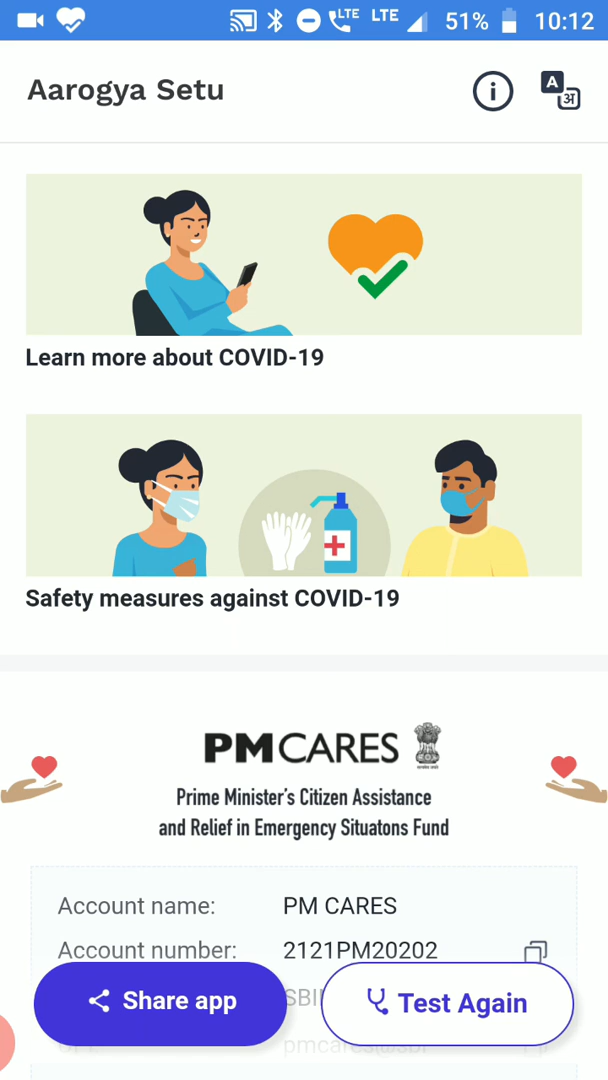 LTE LTE 51% 10:12
Aarogya Setu
A अ
Learn more about COVID-19
Safety measures against COVID-19
PM CARES
Prime Minister's Citizen Assistance
and Relief in Emergency Situatons Fund
Account name: PM CARES
Account number: 2121PM20202
Share app
Test Again
pmcares@sbi